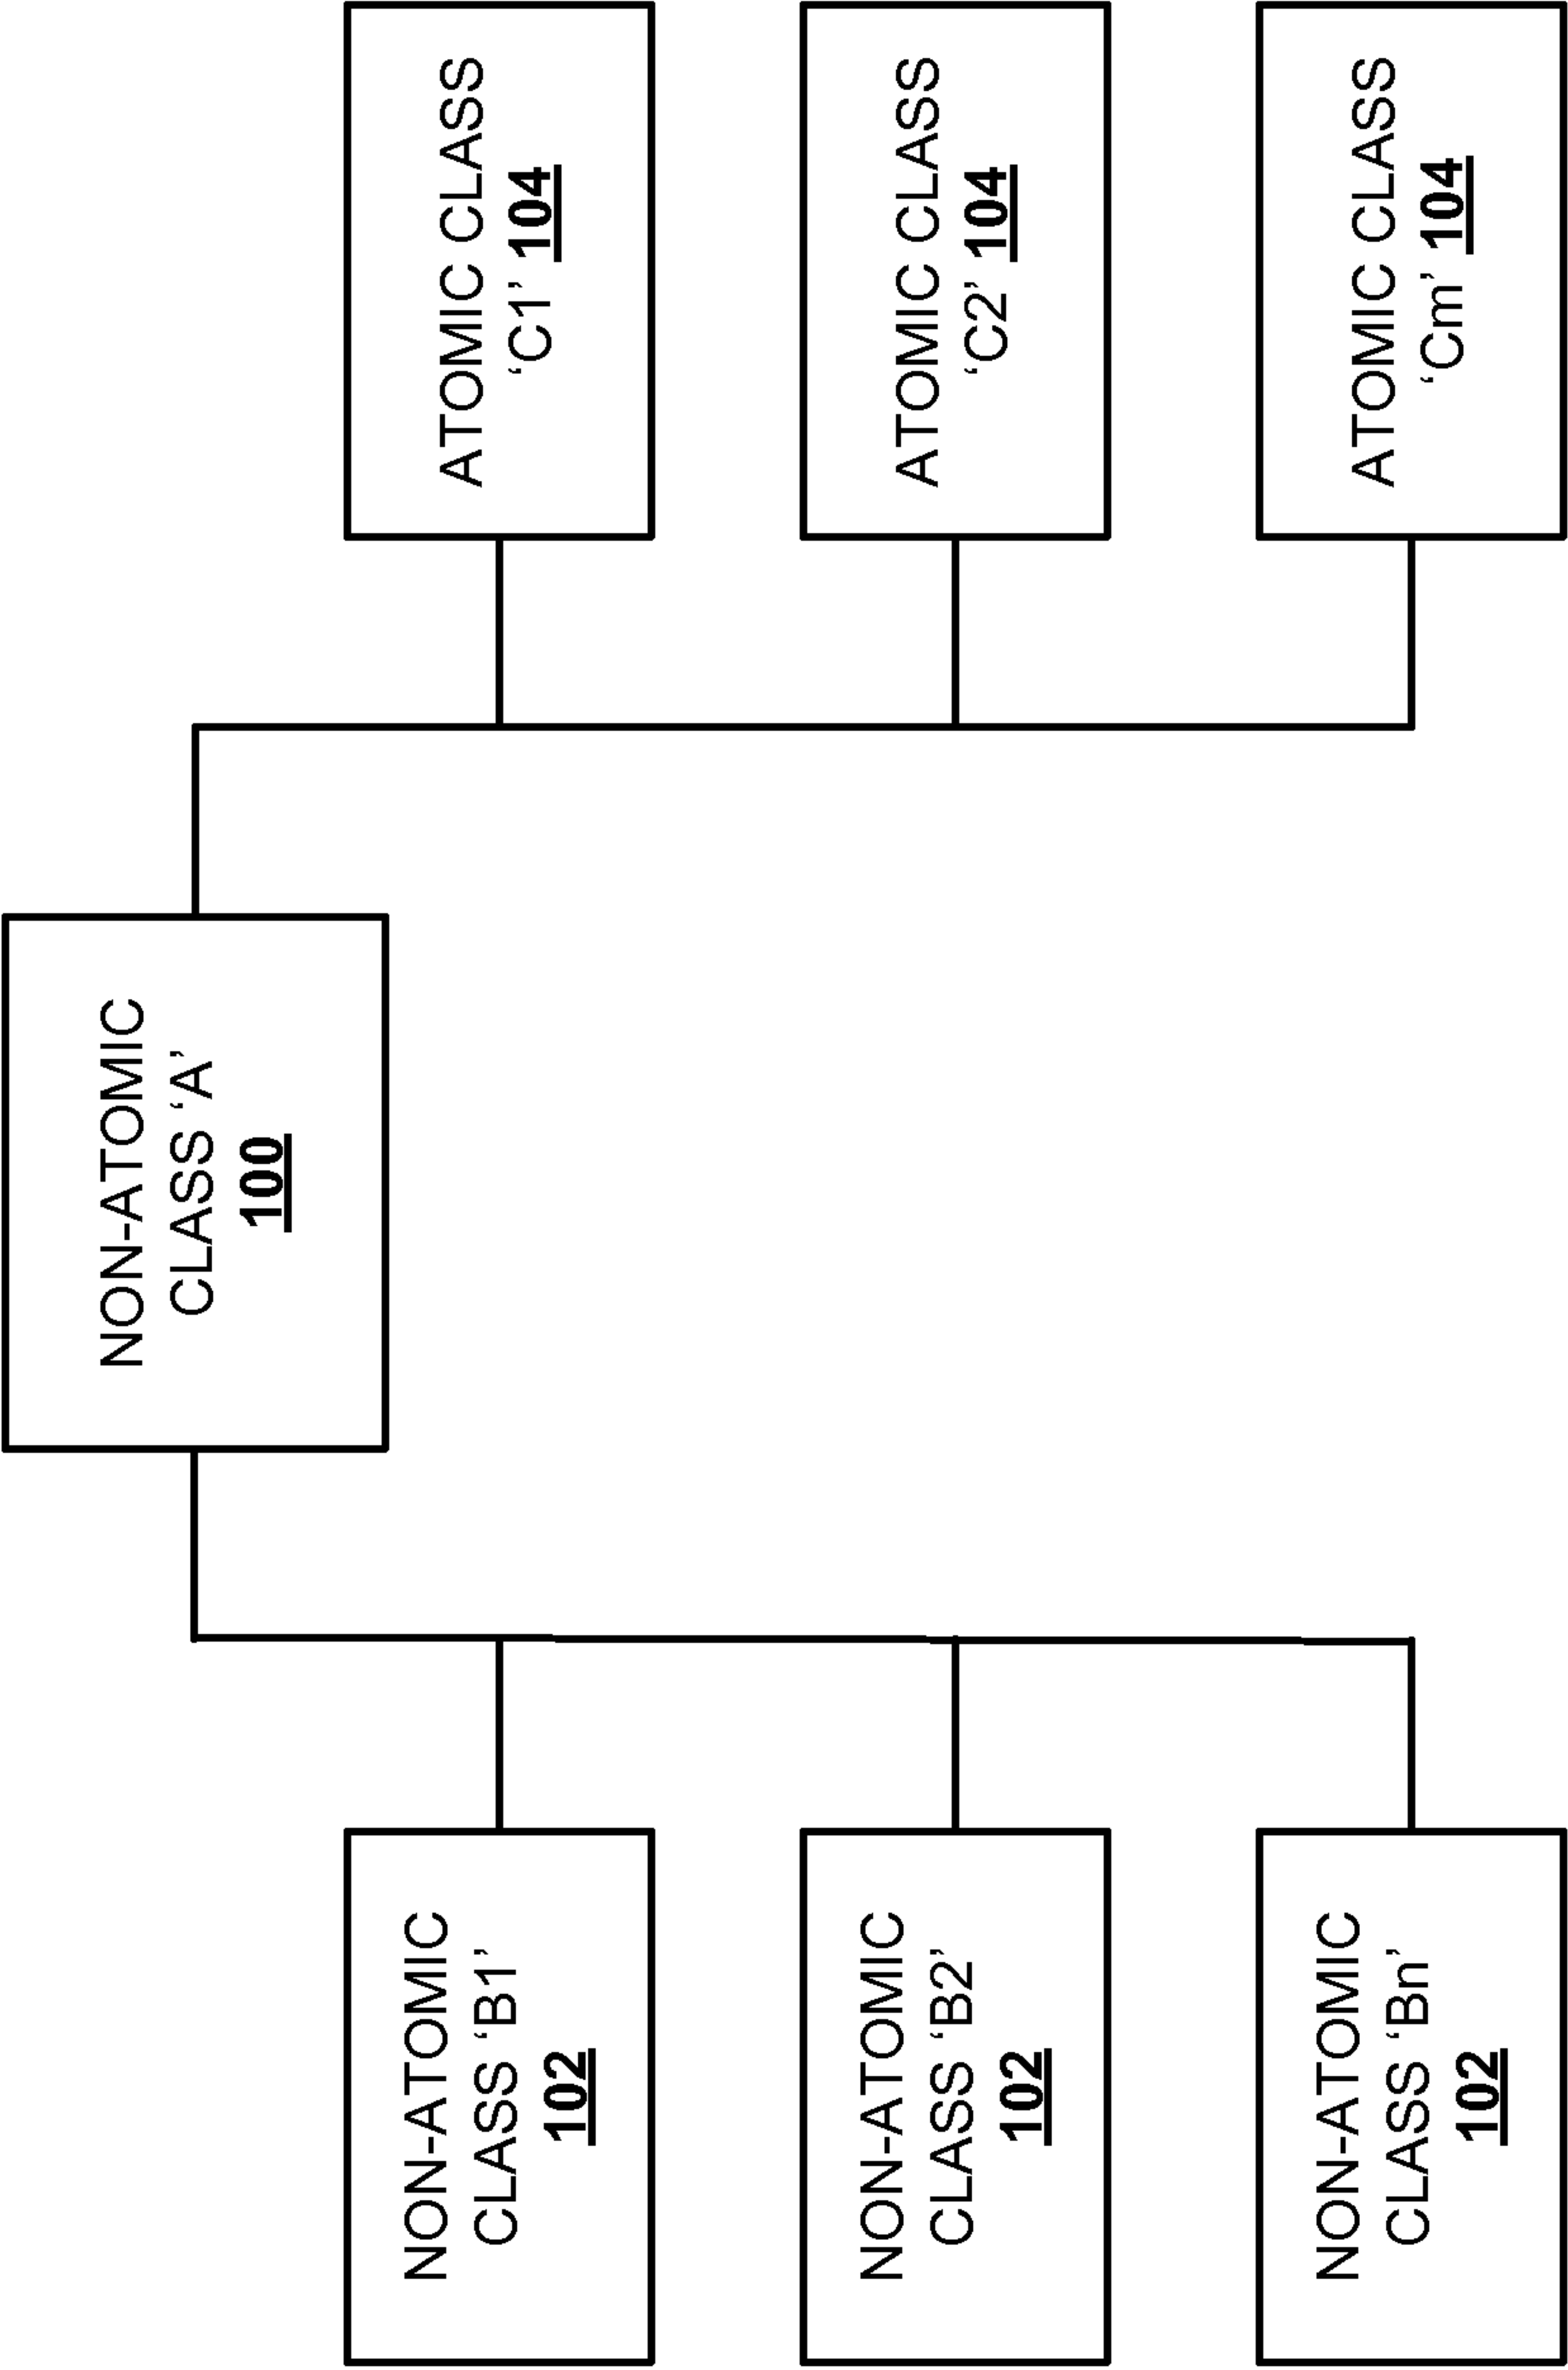 NON-ATOMIC
CLASS ‘A’
100
NON-ATOMIC
CLASS ‘B1’
102
NON-ATOMIC
CLASS ‘B2’
102
NON-ATOMIC
CLASS ‘Bn’
102
ATOMIC CLASS
‘C1’ 104
ATOMIC CLASS
‘C2’ 104
ATOMIC CLASS
‘Cm’ 104